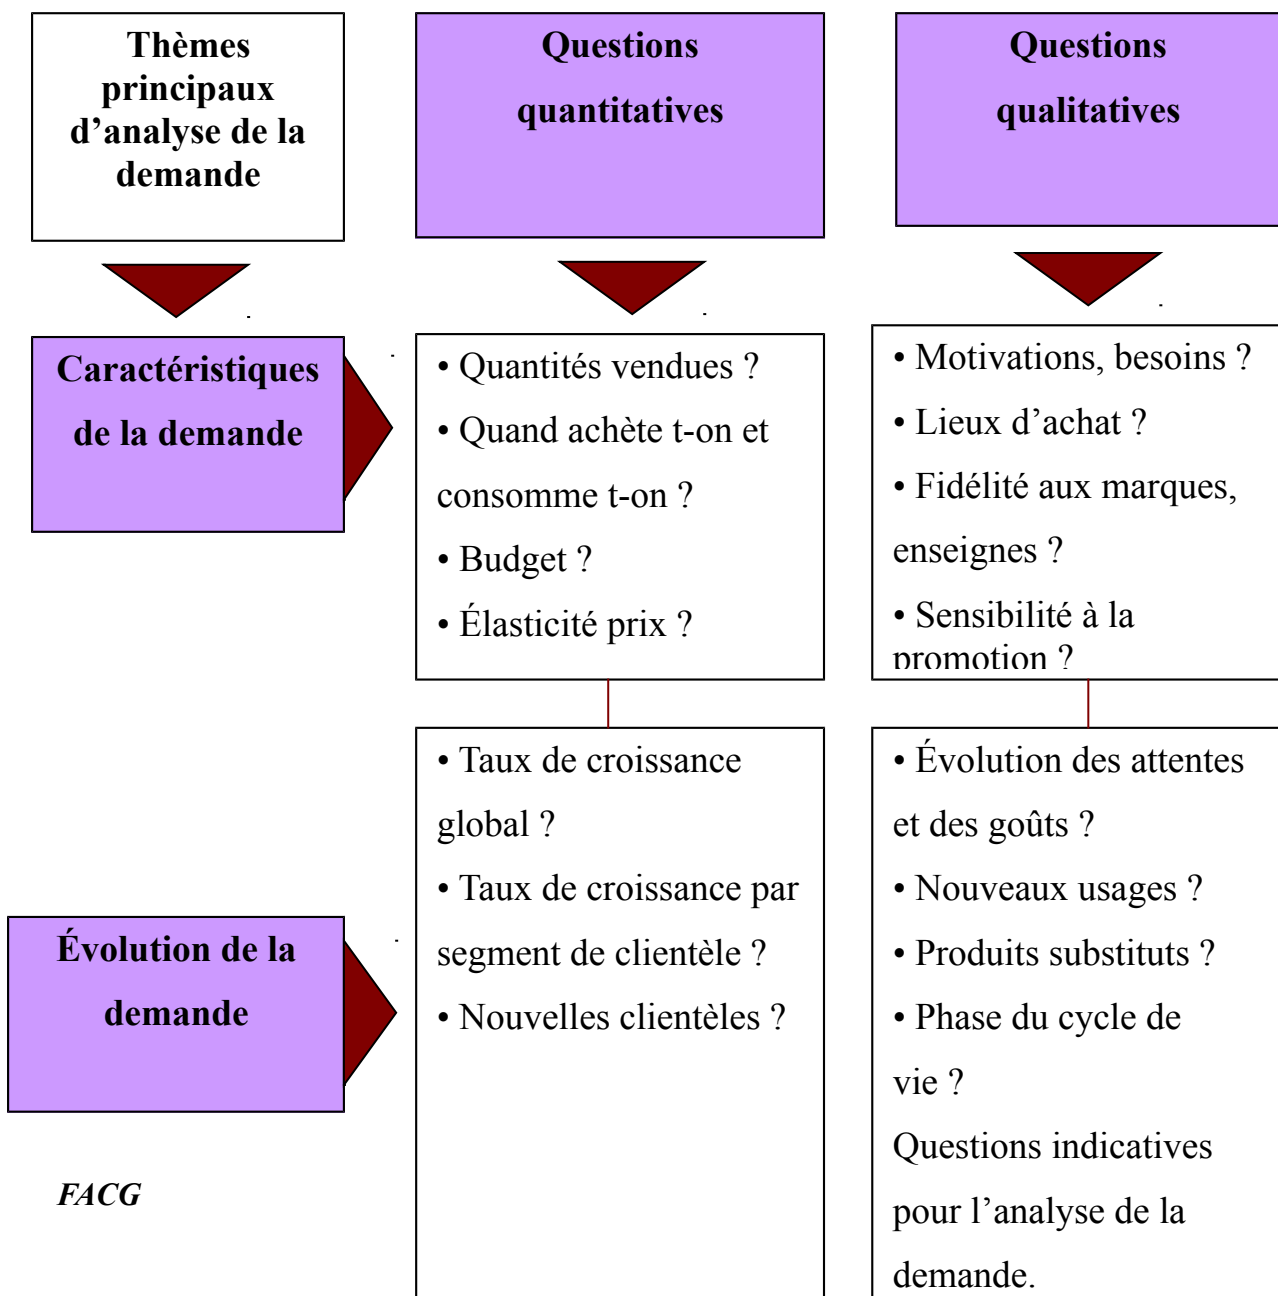 Thèmes
principaux
d’analyse de la
demande
Questions
quantitatives
Questions
qualitatives
Caractéristiques
de la demande
• Quantités vendues ?
• Quand achète t-on et
consomme t-on ?
• Budget ?
• Élasticité prix ?
• Motivations, besoins ?
• Lieux d’achat ?
• Fidélité aux marques,
enseignes ?
• Sensibilité à la
promotion ?
Évolution de la
demande
• Taux de croissance
global ?
• Taux de croissance par
segment de clientèle ?
• Nouvelles clientèles ?
• Évolution des attentes
et des goûts ?
• Nouveaux usages ?
• Produits substituts ?
• Phase du cycle de
vie ?
Questions indicatives
pour l’analyse de la
demande.
FACG